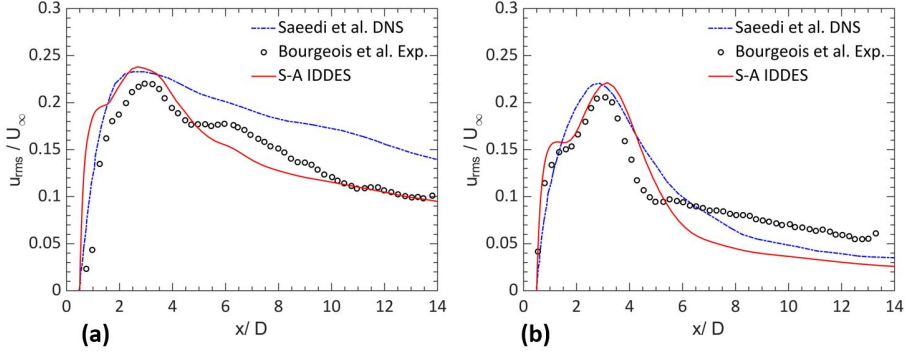 0.3
0.25
0.2
0.15
0.1
0.05
0
u_rms / U_∞
Saeedi et al. DNS
Bourgeois et al. Exp.
S-A IDDES
0 2 4 6 8 10 12 14
x/ D
(a)
0.3
0.25
0.2
0.15
0.1
0.05
0
u_rms / U_∞
Saeedi et al. DNS
Bourgeois et al. Exp.
S-A IDDES
0 2 4 6 8 10 12 14
x/ D
(b)